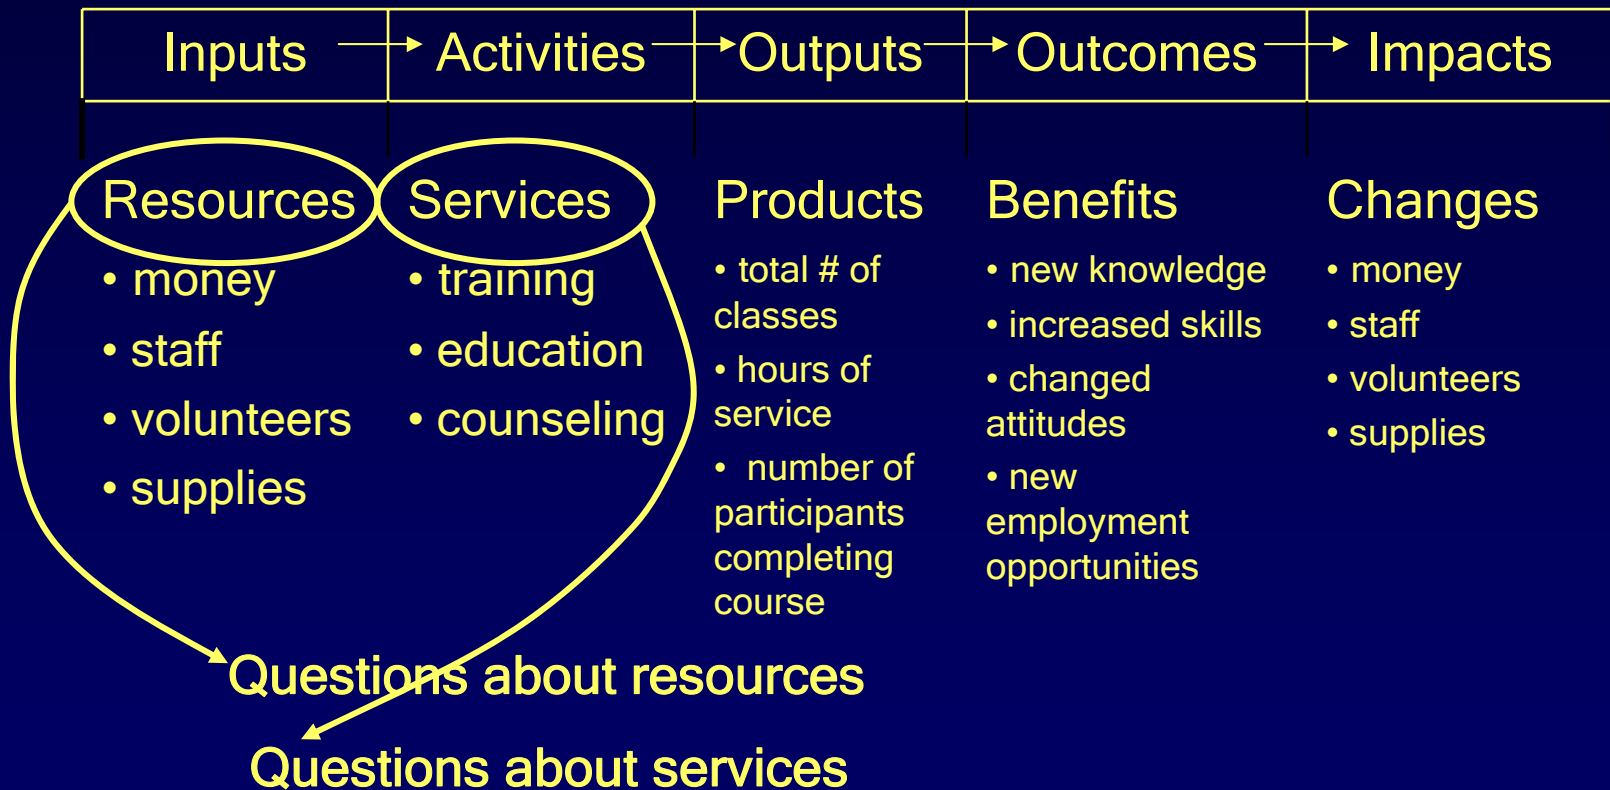 Inputs → Activities → Outputs → Outcomes → Impacts
Resources
• money
• staff
• volunteers
• supplies
Services
• training
• education
• counseling
Products
• total # of
classes
• hours of
service
• number of
participants
completing
course
Benefits
• new knowledge
• increased skills
• changed
attitudes
• new
employment
opportunities
Changes
• money
• staff
• volunteers
• supplies
Questions about resources
Questions about services